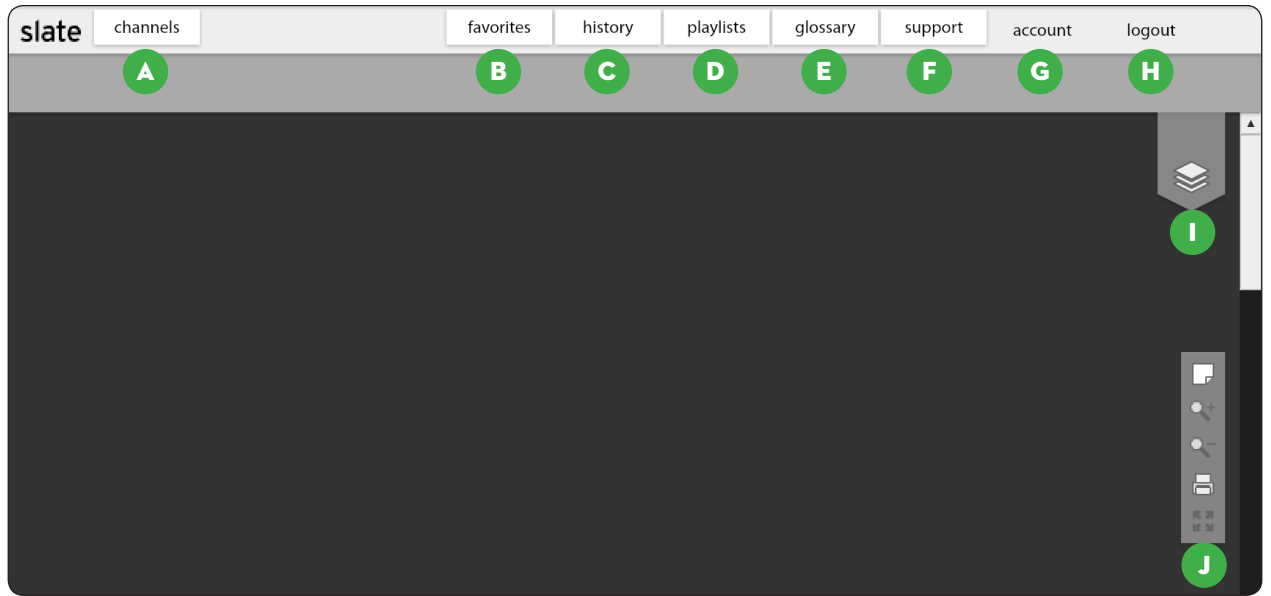 slate channels favorites history playlists glossary support account logout
A B C D E F G H
I
J